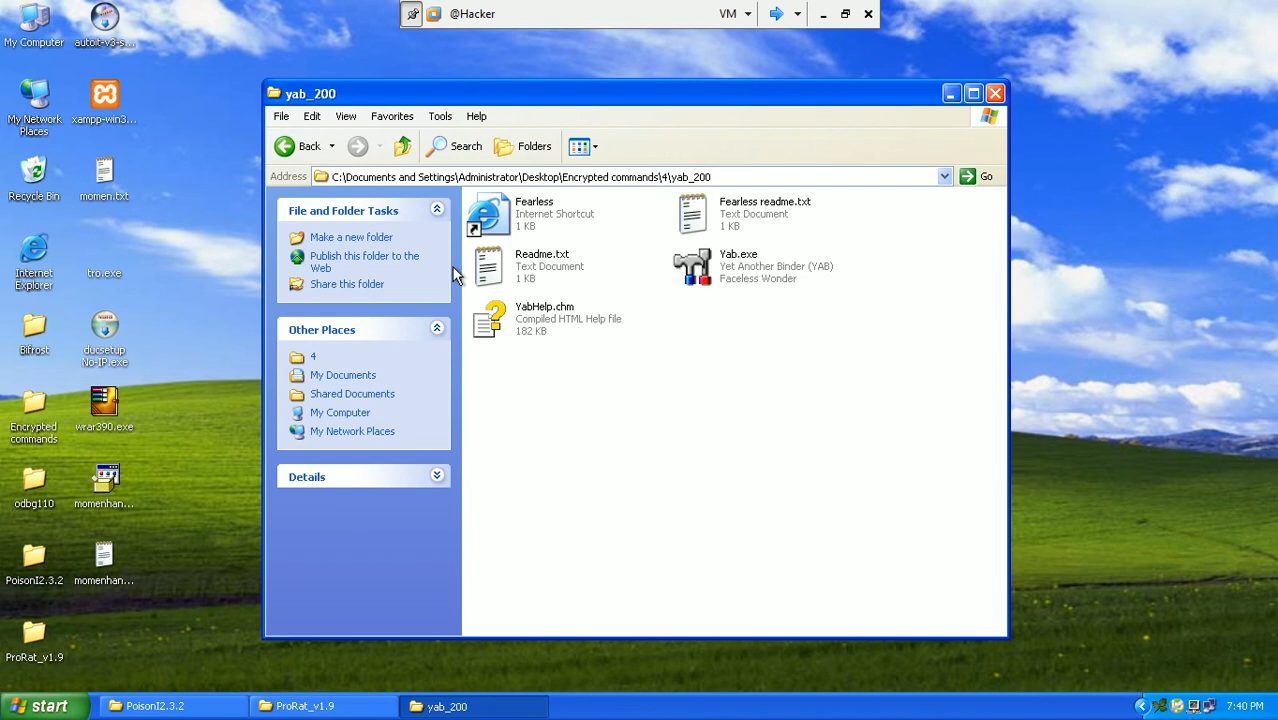 @Hacker
VM
My Computer
autoit-v3-s...
My Network
Places
xampp-win3...
Recycle Bin
momen.txt
Internet
Explorer
tro.exe
Bifrost
ducsetup
No-IP.exe
Encrypted
commands
wrar390.exe
odbg110
momenhan...
PoisonI2.3.2
momenhan...
ProRat_v1.9
yab_200
File Edit View Favorites Tools Help
Back Search Folders
Address C:\Documents and Settings\Administrator\Desktop\Encrypted commands\4\yab_200 Go
File and Folder Tasks
Make a new folder
Publish this folder to the
Web
Share this folder
Other Places
4
My Documents
Shared Documents
My Computer
My Network Places
Details
Fearless
Internet Shortcut
1 KB
Fearless readme.txt
Text Document
1 KB
Readme.txt
Text Document
1 KB
Yab.exe
Yet Another Binder (YAB)
Faceless Wonder
YabHelp.chm
Compiled HTML Help file
182 KB
start PoisonI2.3.2 ProRat_v1.9 yab_200 7:40 PM